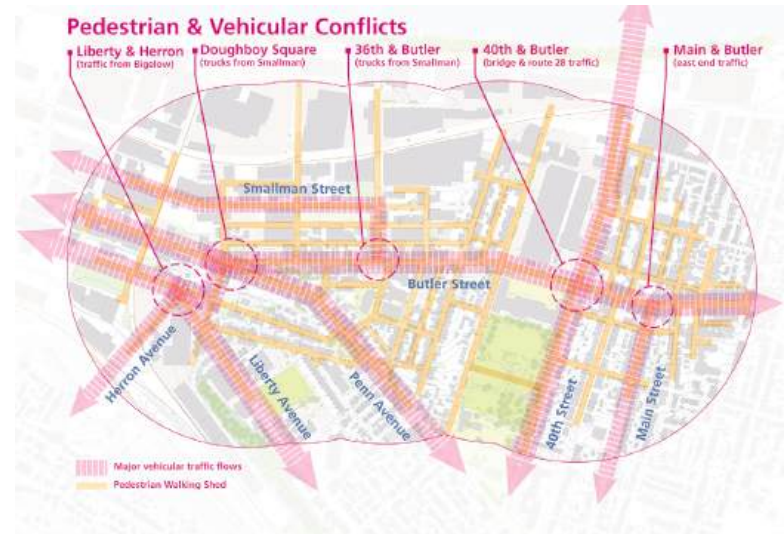 Pedestrian & Vehicular Conflicts
Liberty & Herron
(traffic from Bigelow)
Doughboy Square
(trucks from Smallman)
36th & Butler
(trucks from Smallman)
40th & Butler
(bridge & route 28 traffic)
Main & Butler
(east end traffic)
Smallman Street
Butler Street
Herron Avenue
Liberty Avenue
Penn Avenue
40th Street
Main Street
Major vehicular traffic flows
Pedestrian Walking Shed